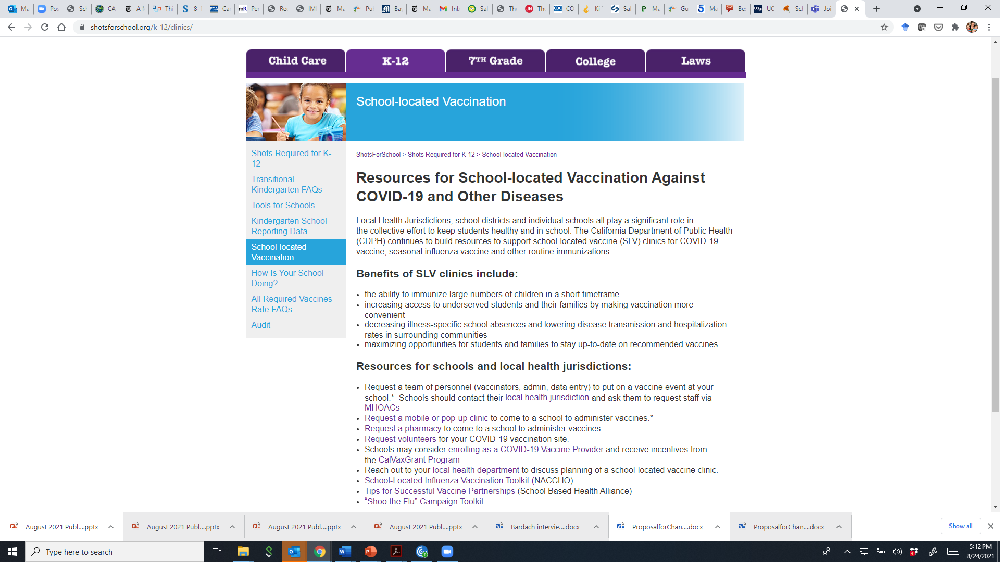 Ma
Po:
Scl
CA
A N
Thi
8-1
Ca
Per
Rec
IM
Ma
Pul
Bay
Ma
Inb
Sal
The
The
CO
Ki
Sal
Ma
Gu
Ma
Be:
UC
Scl
Joi
shotsforschool.org/k-12/clinics/
Child Care
K-12
7TH Grade
College
Laws
School-located Vaccination
Shots Required for K-
12
Transitional
Kindergarten FAQs
Tools for Schools
Kindergarten School
Reporting Data
School-located
Vaccination
How Is Your School
Doing?
All Required Vaccines
Rate FAQs
Audit
ShotsForSchool > Shots Required for K-12 > School-located Vaccination
Resources for School-located Vaccination Against
COVID-19 and Other Diseases
Local Health Jurisdictions, school districts and individual schools all play a significant role in
the collective effort to keep students healthy and in school. The California Department of Public Health
(CDPH) continues to build resources to support school-located vaccine (SLV) clinics for COVID-19
vaccine, seasonal influenza vaccine and other routine immunizations.
Benefits of SLV clinics include:
• the ability to immunize large numbers of children in a short timeframe
• increasing access to underserved students and their families by making vaccination more
convenient
• decreasing illness-specific school absences and lowering disease transmission and hospitalization
rates in surrounding communities
• maximizing opportunities for students and families to stay up-to-date on recommended vaccines
Resources for schools and local health jurisdictions:
• Request a team of personnel (vaccinators, admin, data entry) to put on a vaccine event at your
school.* Schools should contact their local health jurisdiction and ask them to request staff via
MHOACs.
• Request a mobile or pop-up clinic to come to a school to administer vaccines.*
• Request a pharmacy to come to a school to administer vaccines.
• Request volunteers for your COVID-19 vaccination site.
• Schools may consider enrolling as a COVID-19 Vaccine Provider and receive incentives from
the CalVaxGrant Program.
• Reach out to your local health department to discuss planning of a school-located vaccine clinic.
• School-Located Influenza Vaccination Toolkit (NACCHO)
• Tips for Successful Vaccine Partnerships (School Based Health Alliance)
• “Shoo the Flu” Campaign Toolkit
August 2021 Publ....pptx
August 2021 Publ....pptx
August 2021 Publ....pptx
August 2021 Publ....pptx
Bardach intervie....docx
ProposalforChan....docx
ProposalforChan....docx
Show all
Type here to search
5:12 PM
8/24/2021